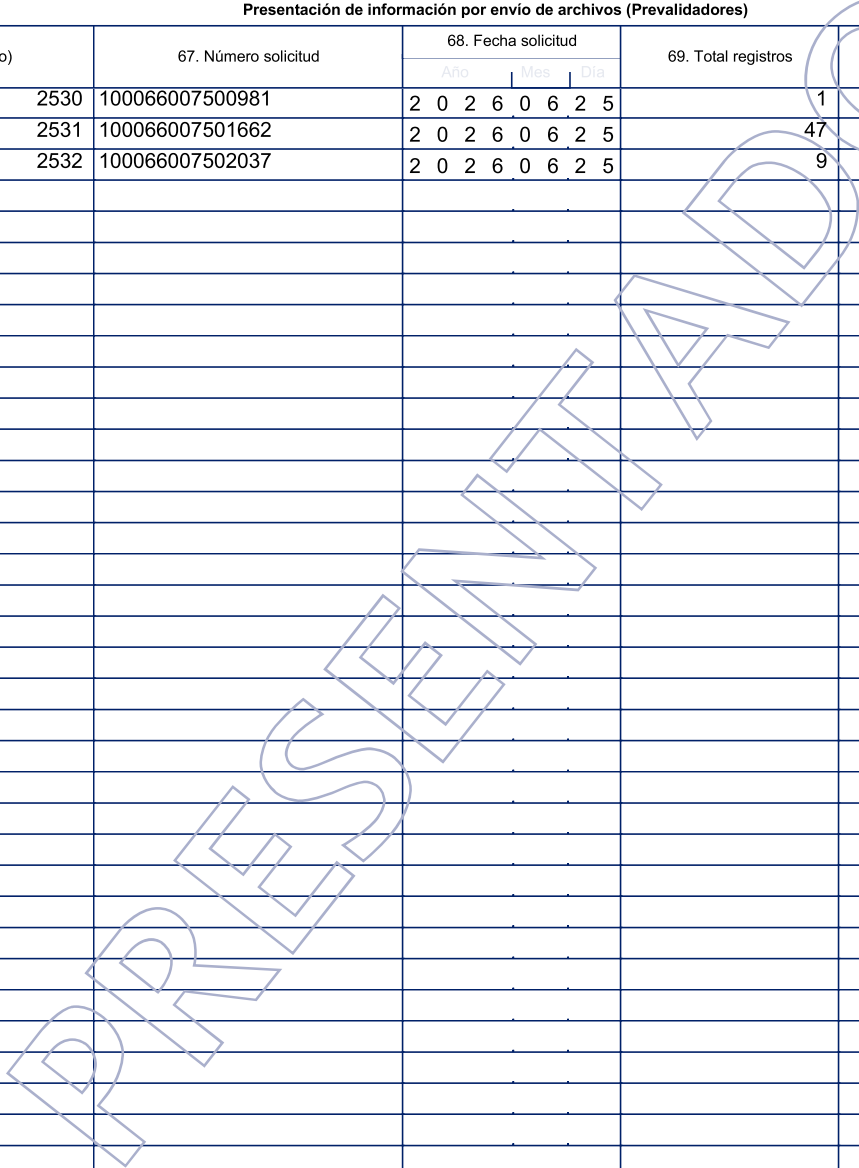 Presentación de información por envío de archivos (Prevalidadores)
o) 67. Número solicitud 68. Fecha solicitud 69. Total registros
Año Mes Día
2530 100066007500981 2 0 2 6 0 6 2 5 1
2531 100066007501662 2 0 2 6 0 6 2 5 47
2532 100066007502037 2 0 2 6 0 6 2 5 9
PRESENTADO